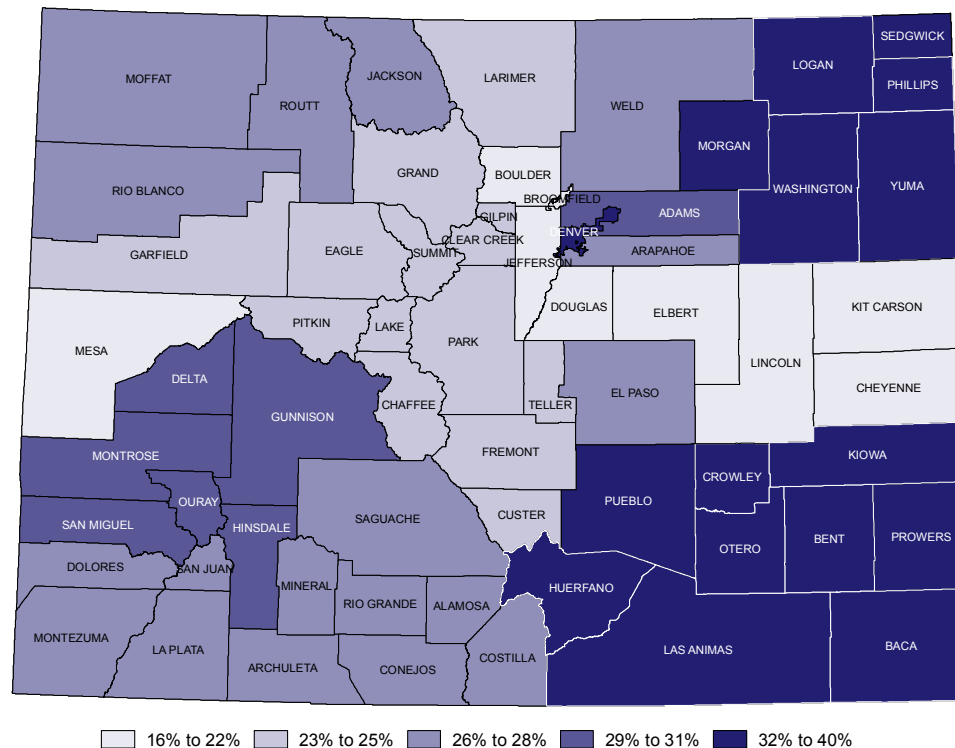 SEDGWICK
LOGAN
MOFFAT
JACKSON
LARIMER
PHILLIPS
ROUTT
WELD
MORGAN
GRAND
BOULDER
WASHINGTON
YUMA
RIO BLANCO
BROOMFIELD
GILPIN
ADAMS
DENVER
CLEAR CREEK
GARFIELD
EAGLE
SUMMIT
JEFFERSON
ARAPAHOE
DOUGLAS
ELBERT
KIT CARSON
PITKIN
LAKE
PARK
MESA
LINCOLN
DELTA
CHEYENNE
EL PASO
CHAFFEE
TELLER
GUNNISON
FREMONT
MONTROSE
KIOWA
CROWLEY
OURAY
PUEBLO
CUSTER
SAGUACHE
SAN MIGUEL
HINSDALE
OTERO
BENT
PROWERS
DOLORES
SAN JUAN
MINERAL
HUERFANO
RIO GRANDE
ALAMOSA
MONTEZUMA
LA PLATA
COSTILLA
LAS ANIMAS
BACA
ARCHULETA
CONEJOS
16% to 22% 23% to 25% 26% to 28% 29% to 31% 32% to 40%